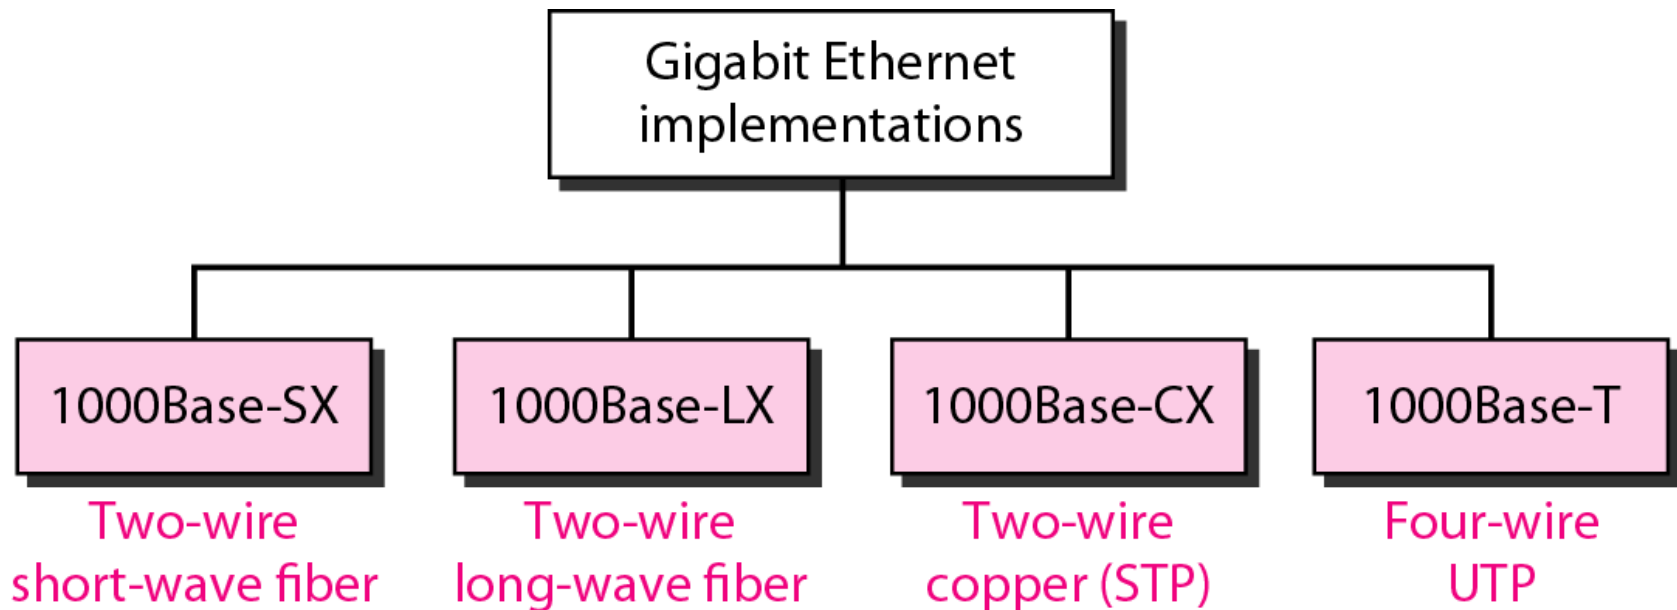 Gigabit Ethernet
implementations
1000Base-SX
1000Base-LX
1000Base-CX
1000Base-T
Two-wire
short-wave fiber
Two-wire
long-wave fiber
Two-wire
copper (STP)
Four-wire
UTP